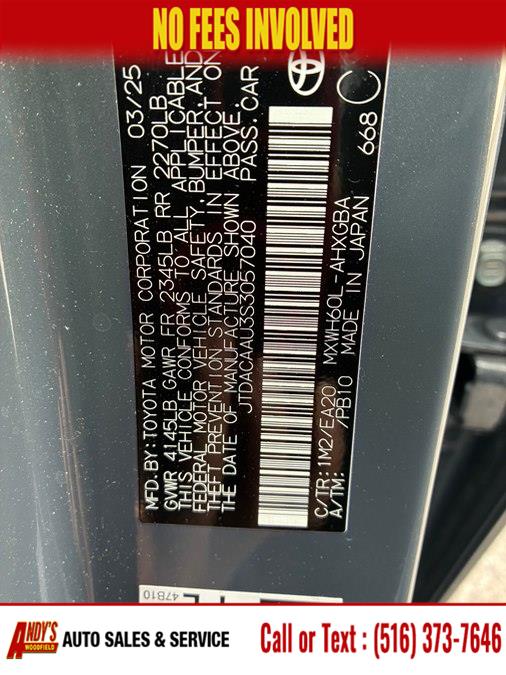 NO FEES INVOLVED
MFD. BY: TOYOTA MOTOR CORPORATION 03/25
GVWR 4145LB GAWR FR 2345LB RR 2270LB
THIS VEHICLE CONFORMS TO ALL APPLICABLE
FEDERAL MOTOR VEHICLE SAFETY, BUMPER, AND
THEFT PREVENTION STANDARDS IN EFFECT ON
THE DATE OF MANUFACTURE SHOWN ABOVE.
JTDACAAU3S3057040 PASS. CAR
C/TR: 1M2/EA20 MXWH60L-AHXGBA
A/TM: /PB10 MADE IN JAPAN 668
C
47B10
ANDY'S
WOODFIELD
AUTO SALES & SERVICE
Call or Text : (516) 373-7646